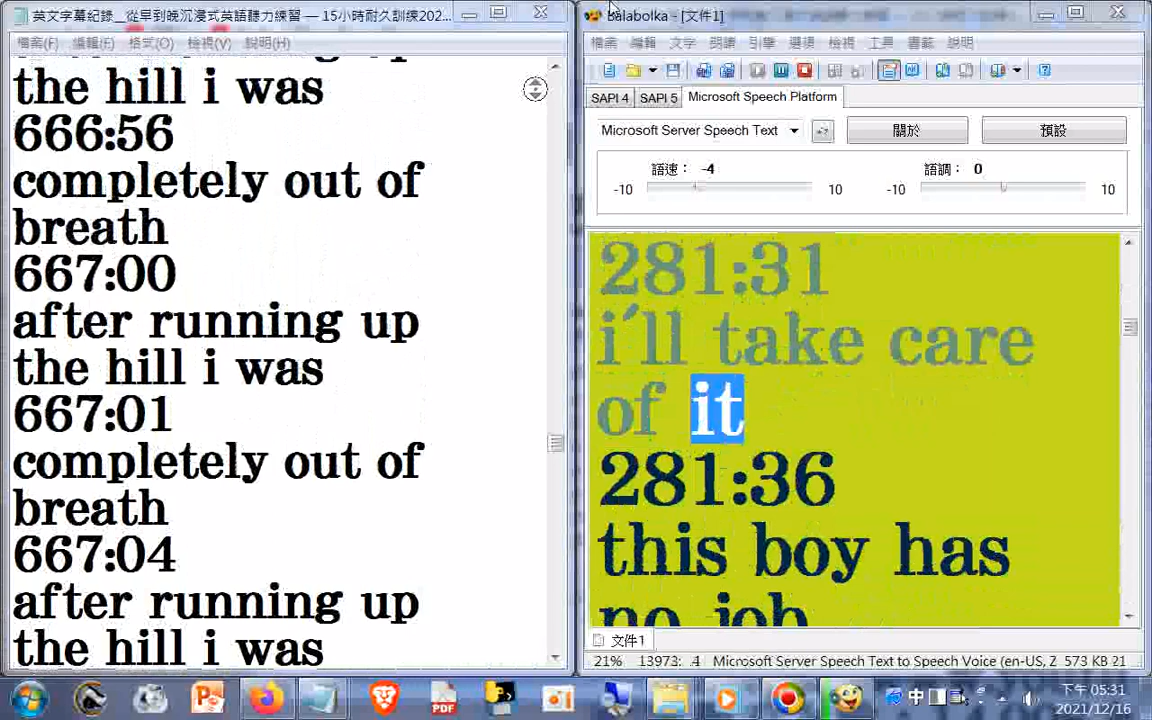 英文字幕紀錄__從早到晚沉浸式英語聽力練習 — 15小時耐久訓練202...
檔案(F) 編輯(E) 格式(O) 檢視(V) 說明(H)
the hill i was
666:56
completely out of
breath
667:00
after running up
the hill i was
667:01
completely out of
breath
667:04
after running up
the hill i was
Balabolka - [文件1]
檔案 編輯 文字 朗讀 引擎 選項 檢視 工具 書籤 說明
SAPI 4 SAPI 5 Microsoft Speech Platform
Microsoft Server Speech Text 關於 預設
語速： -4 語調： 0
-10 10 -10 10
281:31
i´ll take care
of it
281:36
this boy has
no job
文件1
21% 13973: .4 Microsoft Server Speech Text to Speech Voice (en-US, Z 573 KB 21
PDF
中
下午 05:31
2021/12/16